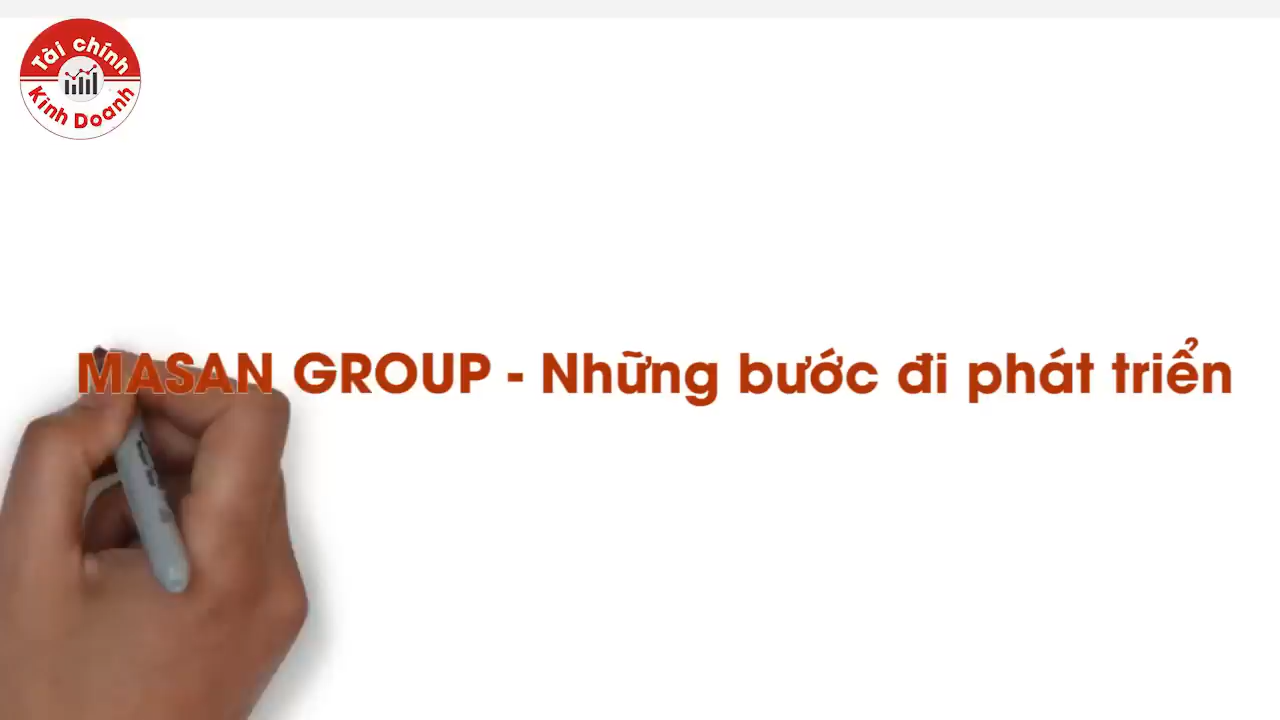 Tài chính
Kinh Doanh
MASAN GROUP - Những bước đi phát triển